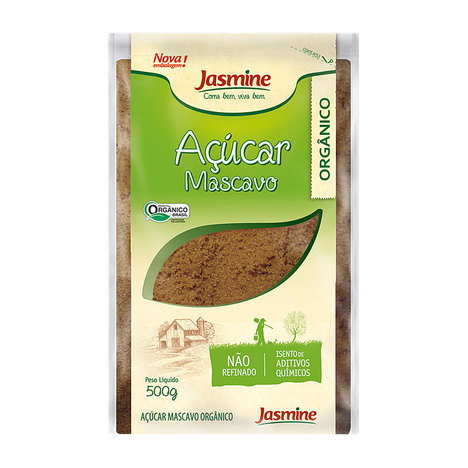 Nova!
embalagem!
Jasmine
Coma bem, viva bem.
ORGÂNICO
Açúcar
Mascavo
ORGÂNICO
BRASIL
NÃO
REFINADO
ISENTO DE
ADITIVOS
QUÍMICOS
Peso Líquido
500g
AÇÚCAR MASCAVO ORGÂNICO
Jasmine